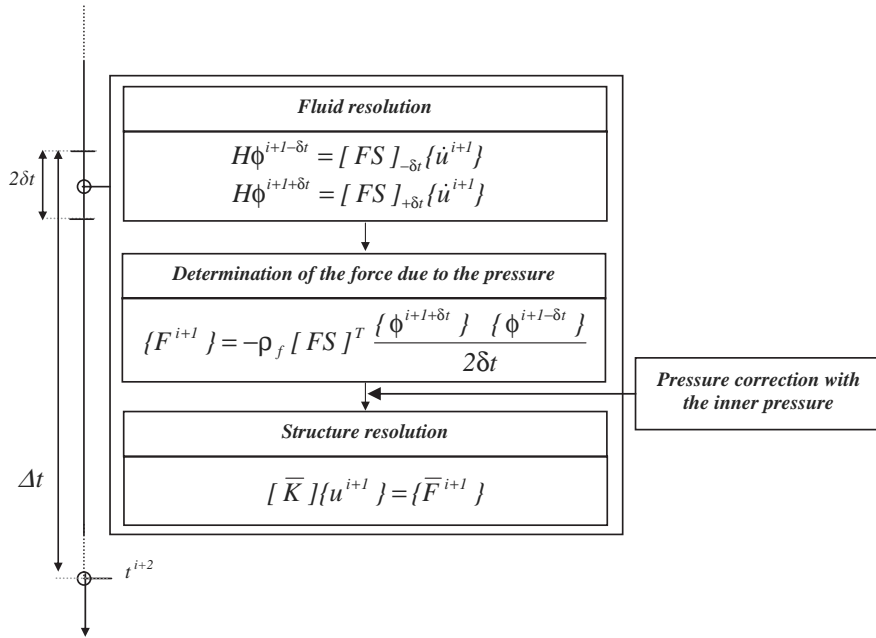 Fluid resolution
Hϕ^{i+1-δt} = [ FS ]_{-δt} {u̇^{i+1}}
Hϕ^{i+1+δt} = [ FS ]_{+δt} {u̇^{i+1}}
2δt
Determination of the force due to the pressure
{F^{i+1}} = -ρ_f [ FS ]^T \frac{{ϕ^{i+1+δt}} {ϕ^{i+1-δt}}}{2δt}
Pressure correction with
the inner pressure
Structure resolution
Δt
[ K̅ ]{u^{i+1}} = {F̅^{i+1}}
t^{i+2}